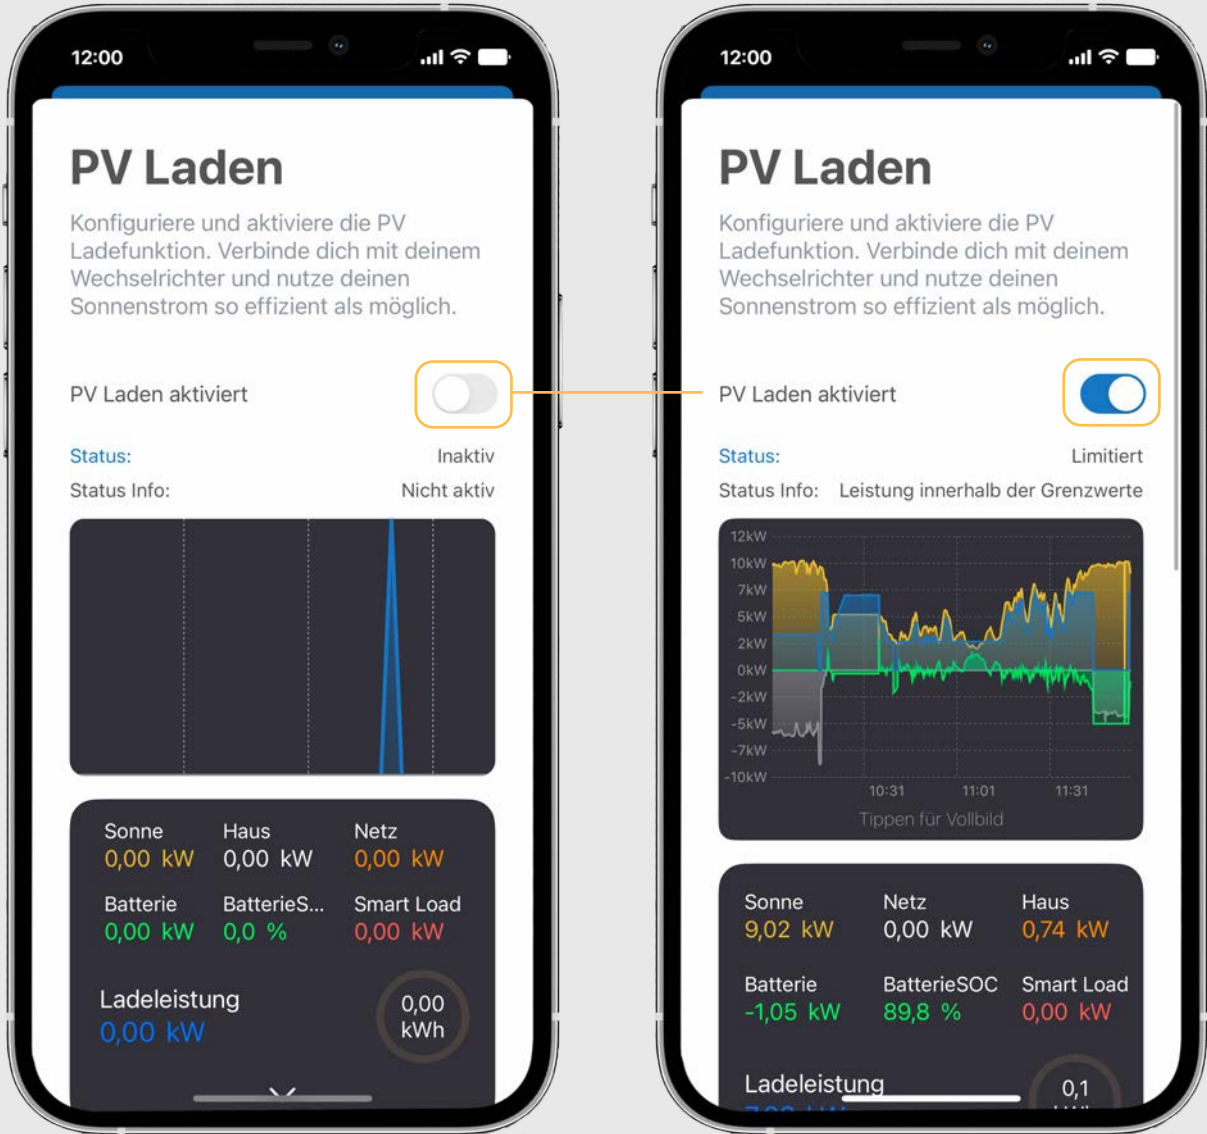 12:00
PV Laden
Konfiguriere und aktiviere die PV
Ladefunktion. Verbinde dich mit deinem
Wechselrichter und nutze deinen
Sonnenstrom so effizient als möglich.
PV Laden aktiviert
Status: Inaktiv
Status Info: Nicht aktiv
Sonne Haus Netz
0,00 kW 0,00 kW 0,00 kW
Batterie BatterieS... Smart Load
0,00 kW 0,0 % 0,00 kW
Ladeleistung
0,00 kW
0,00
kWh
12:00
PV Laden
Konfiguriere und aktiviere die PV
Ladefunktion. Verbinde dich mit deinem
Wechselrichter und nutze deinen
Sonnenstrom so effizient als möglich.
PV Laden aktiviert
Status: Limitiert
Status Info: Leistung innerhalb der Grenzwerte
12kW
10kW
7kW
5kW
2kW
0kW
-2kW
-5kW
-7kW
-10kW
10:31 11:01 11:31
Tippen für Vollbild
Sonne Netz Haus
9,02 kW 0,00 kW 0,74 kW
Batterie BatterieSOC Smart Load
-1,05 kW 89,8 % 0,00 kW
Ladeleistung
0,1